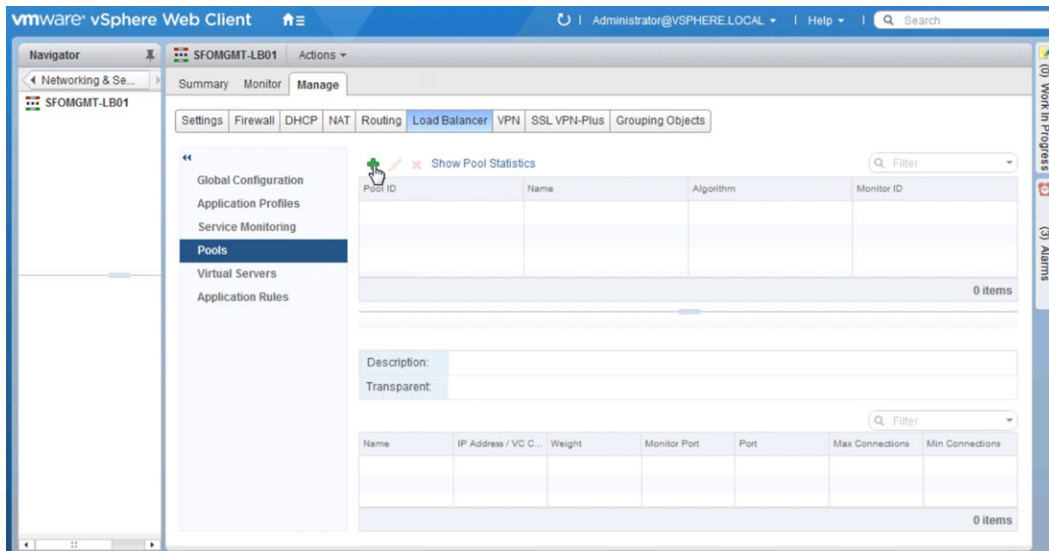 vmware® vSphere Web Client
Administrator@VSPHERE.LOCAL
Help
Search
Navigator
SFOMGMT-LB01
Actions
Networking & Se...
SFOMGMT-LB01
Summary Monitor Manage
Settings Firewall DHCP NAT Routing Load Balancer VPN SSL VPN-Plus Grouping Objects
Global Configuration
Application Profiles
Service Monitoring
Pools
Virtual Servers
Application Rules
Show Pool Statistics
Filter
Pool ID Name Algorithm Monitor ID
0 items
Description:
Transparent:
Filter
Name IP Address / VC C... Weight Monitor Port Port Max Connections Min Connections
0 items
(0) Work In Progress
(3) Alarms